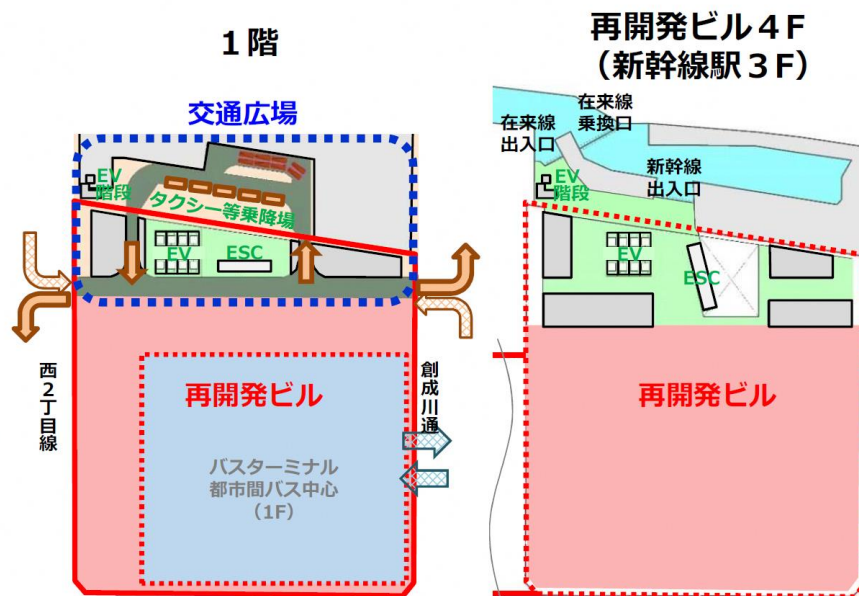 1階
交通広場
EV
階段
タクシー等乗降場
EV
ESC
西2丁目線
再開発ビル
創成川通
バスターミナル
都市間バス中心
(1F)
再開発ビル4F
(新幹線駅3F)
在来線
乗換口
在来線
出入口
新幹線
出入口
EV
階段
EV
ESC
再開発ビル